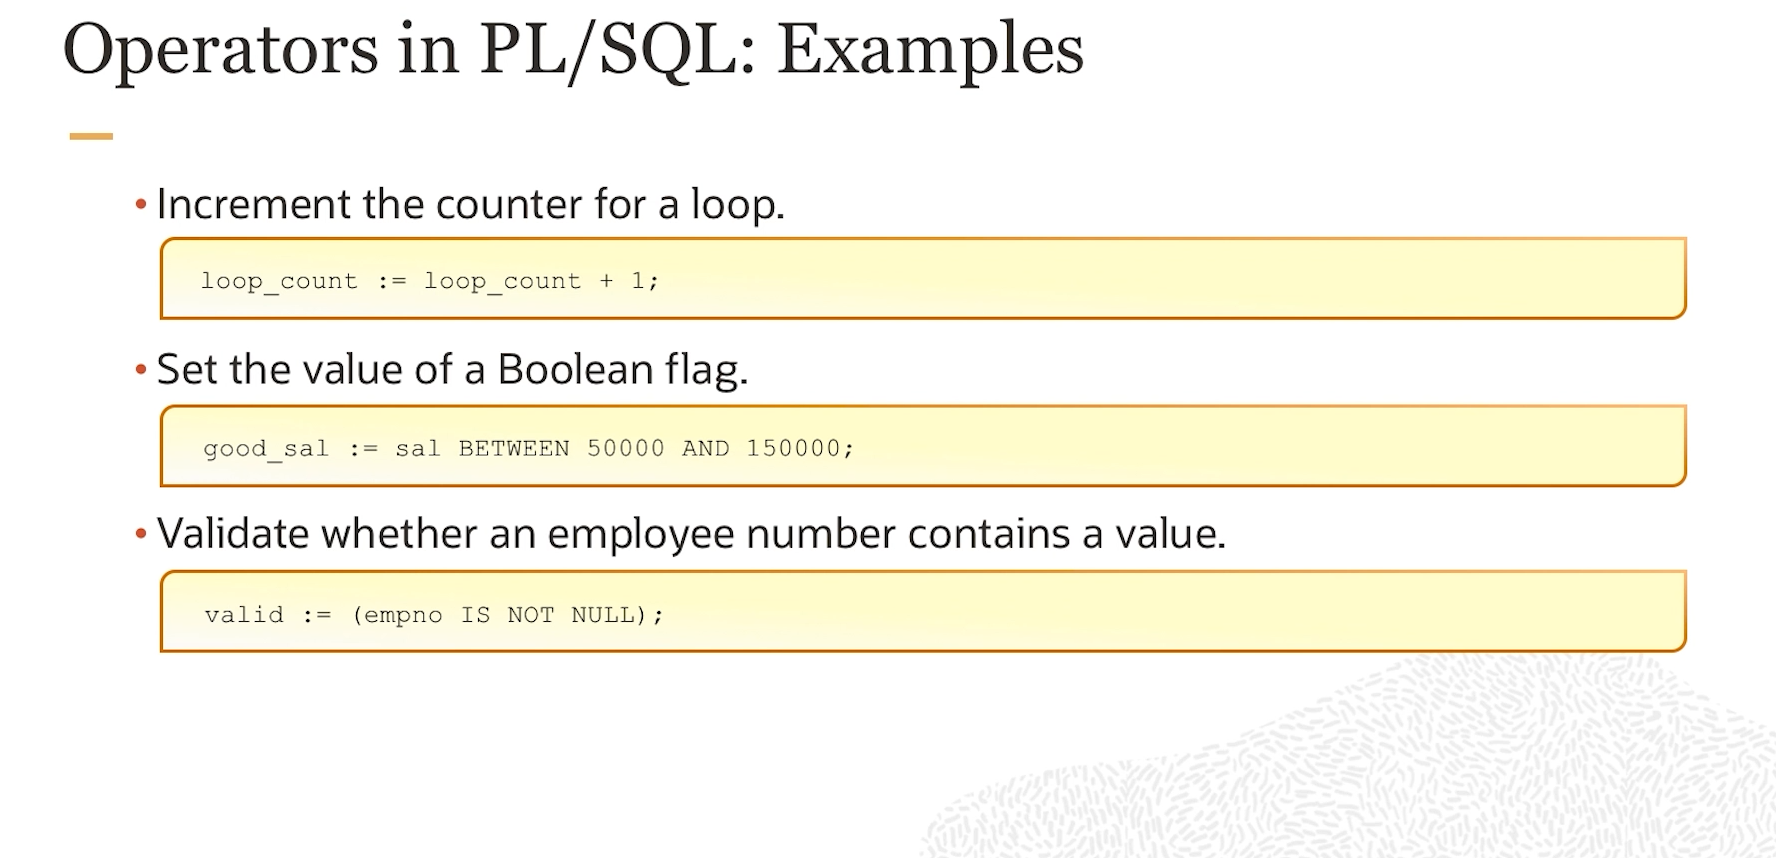 Operators in PL/SQL: Examples
• Increment the counter for a loop.
loop_count := loop_count + 1;
• Set the value of a Boolean flag.
good_sal := sal BETWEEN 50000 AND 150000;
• Validate whether an employee number contains a value.
valid := (empno IS NOT NULL);